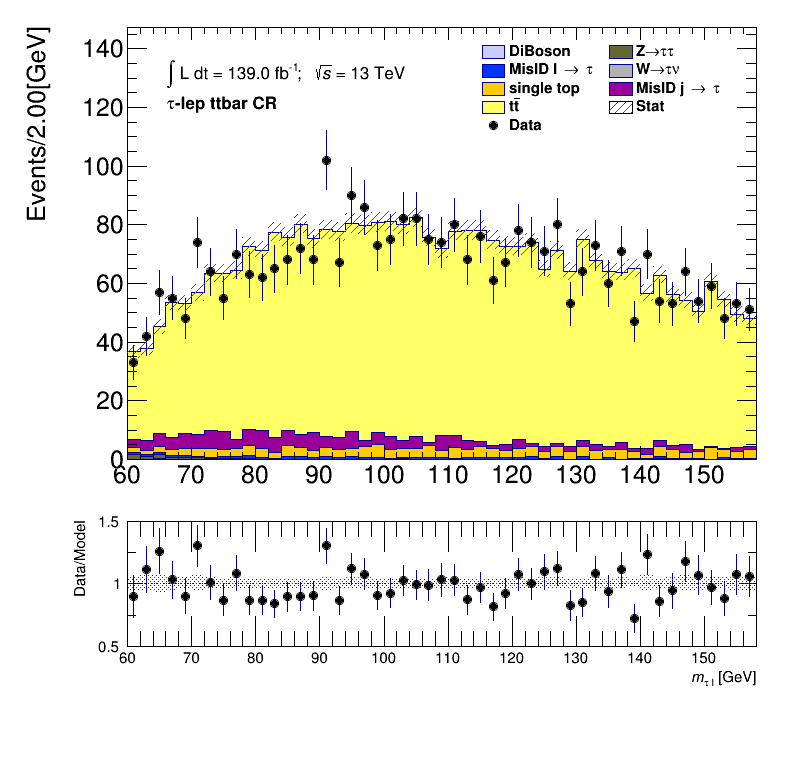 Events/2.00[GeV]
140
120
100
80
60
40
20
0
∫ L dt = 139.0 fb⁻¹; √s = 13 TeV
τ-lep ttbar CR
DiBoson
MisID l → τ
single top
tt̄
Data
Z→ττ
W→τν
MisID j → τ
Stat
60 70 80 90 100 110 120 130 140 150
Data/Model
1.5
1
0.5
60 70 80 90 100 110 120 130 140 150
m_τ l [GeV]